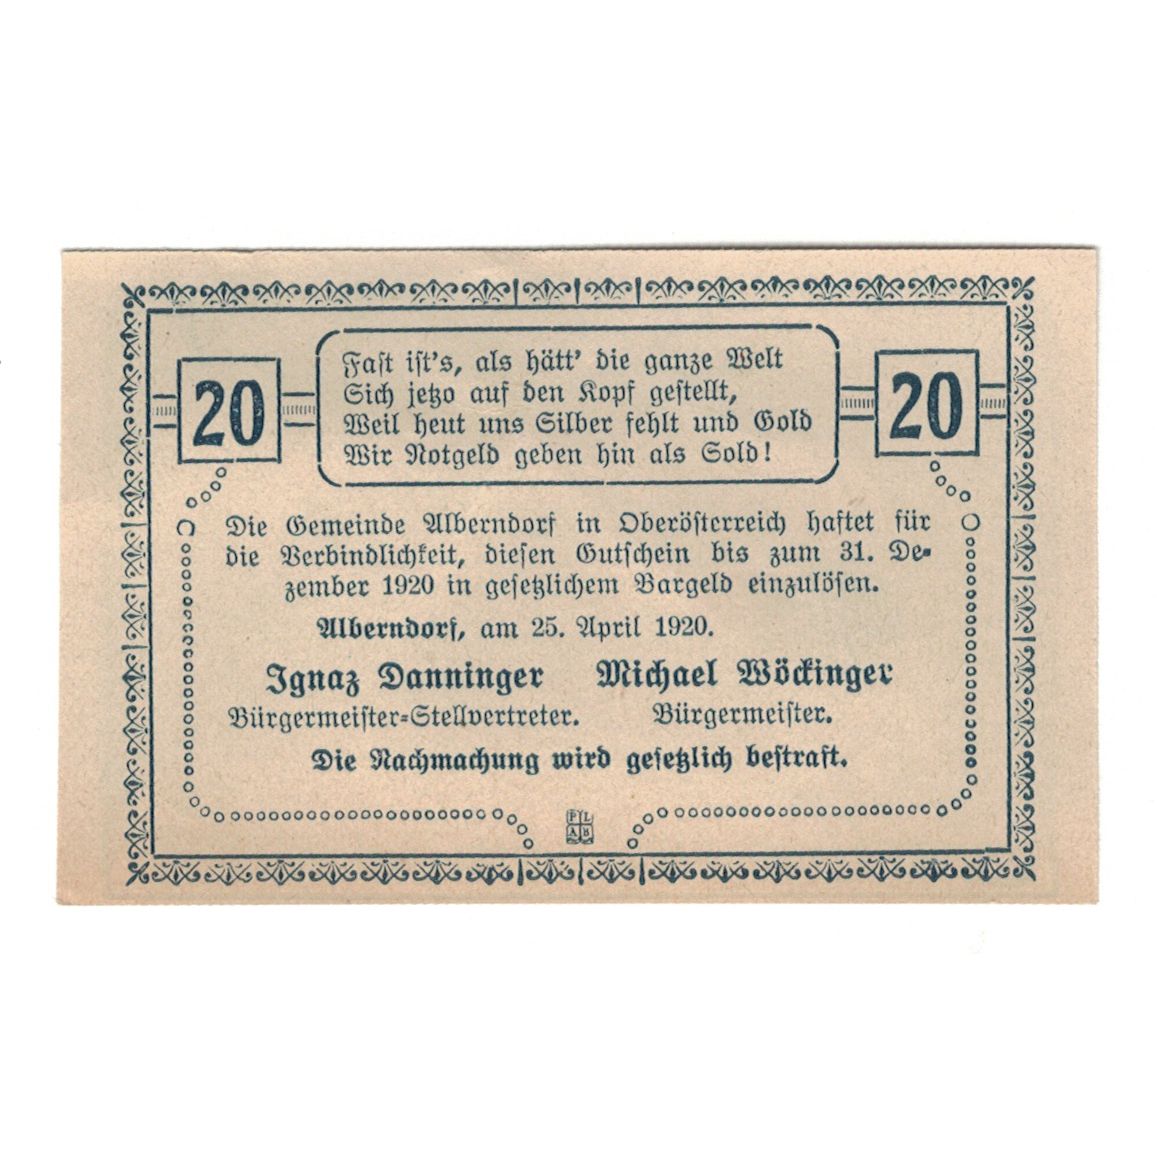 Fast ist's, als hätt' die ganze Welt
Sich jetzo auf den Kopf gestellt,
Weil heut uns Silber fehlt und Gold
Wir Notgeld geben hin als Sold!
20
20
Die Gemeinde Alberndorf in Oberösterreich haftet für
die Verbindlichkeit, diesen Gutschein bis zum 31. De-
zember 1920 in gesetzlichem Bargeld einzulösen.
Alberndorf, am 25. April 1920.
Ignaz Danninger Michael Wöckinger
Bürgermeister-Stellvertreter. Bürgermeister.
Die Nachmachung wird gesetzlich bestraft.